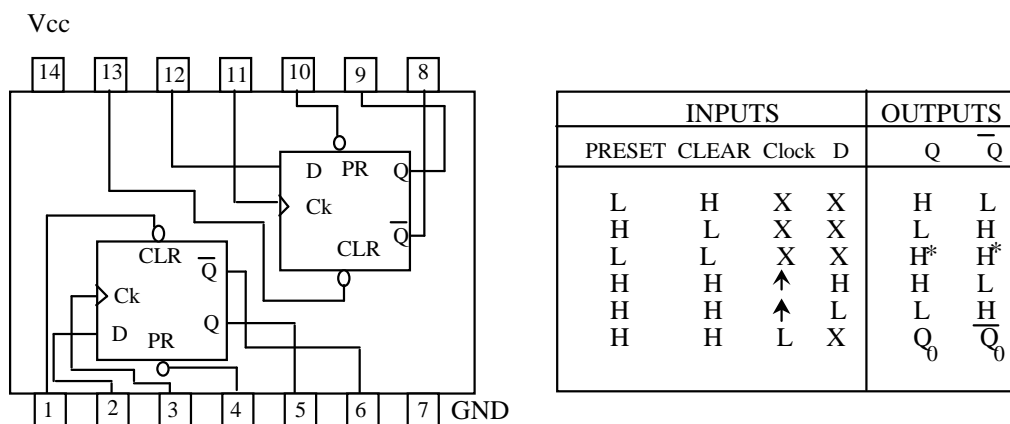 Vcc
14 13 12 11 10 9 8
D PR Q
Ck
Q̅
CLR
CLR
Q̅
Ck
D
Q
PR
1 2 3 4 5 6 7 GND
INPUTS OUTPUTS
PRESET CLEAR Clock D Q Q̅
L H X X H L
H L X X L H
L L X X H* H*
H H ↑ H H L
H H ↑ L L H
H H L X Q₀ Q̅₀